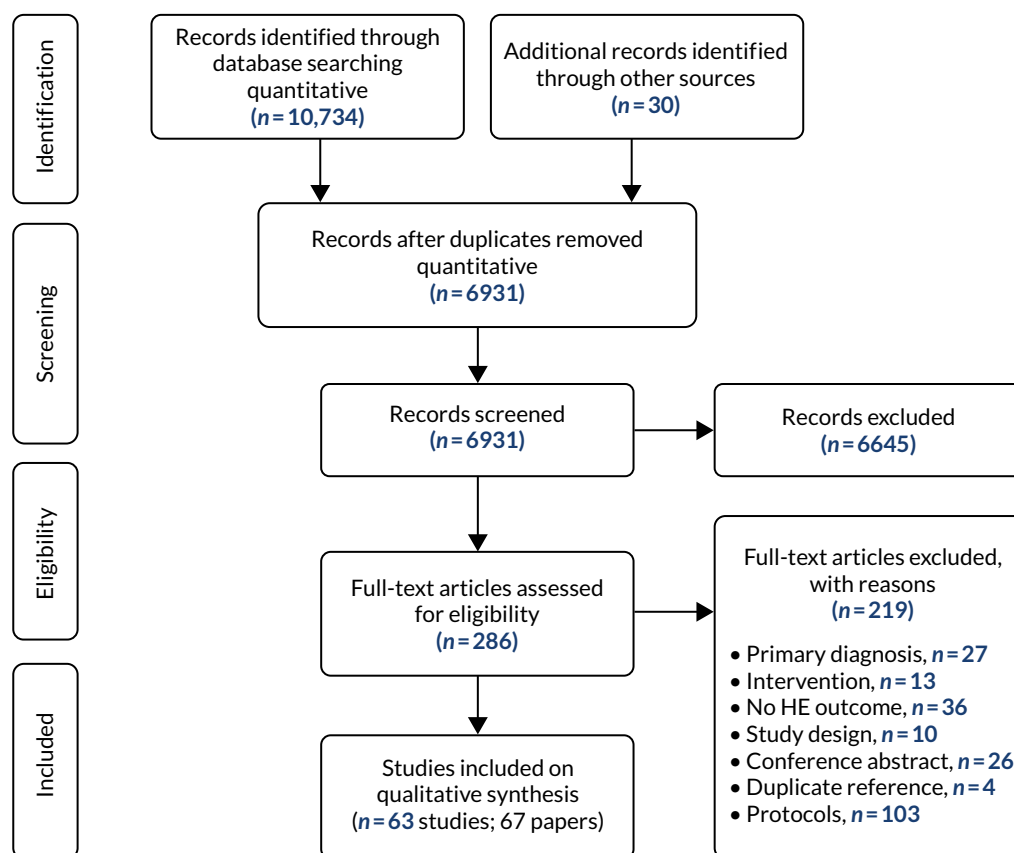 Identification
Records identified through
database searching
quantitative
(n = 10,734)
Additional records identified
through other sources
(n = 30)
Screening
Records after duplicates removed
quantitative
(n = 6931)
Records screened
(n = 6931)
Records excluded
(n = 6645)
Eligibility
Full-text articles assessed
for eligibility
(n = 286)
Full-text articles excluded,
with reasons
(n = 219)
• Primary diagnosis, n = 27
• Intervention, n = 13
• No HE outcome, n = 36
• Study design, n = 10
• Conference abstract, n = 26
• Duplicate reference, n = 4
• Protocols, n = 103
Included
Studies included on
qualitative synthesis
(n = 63 studies; 67 papers)